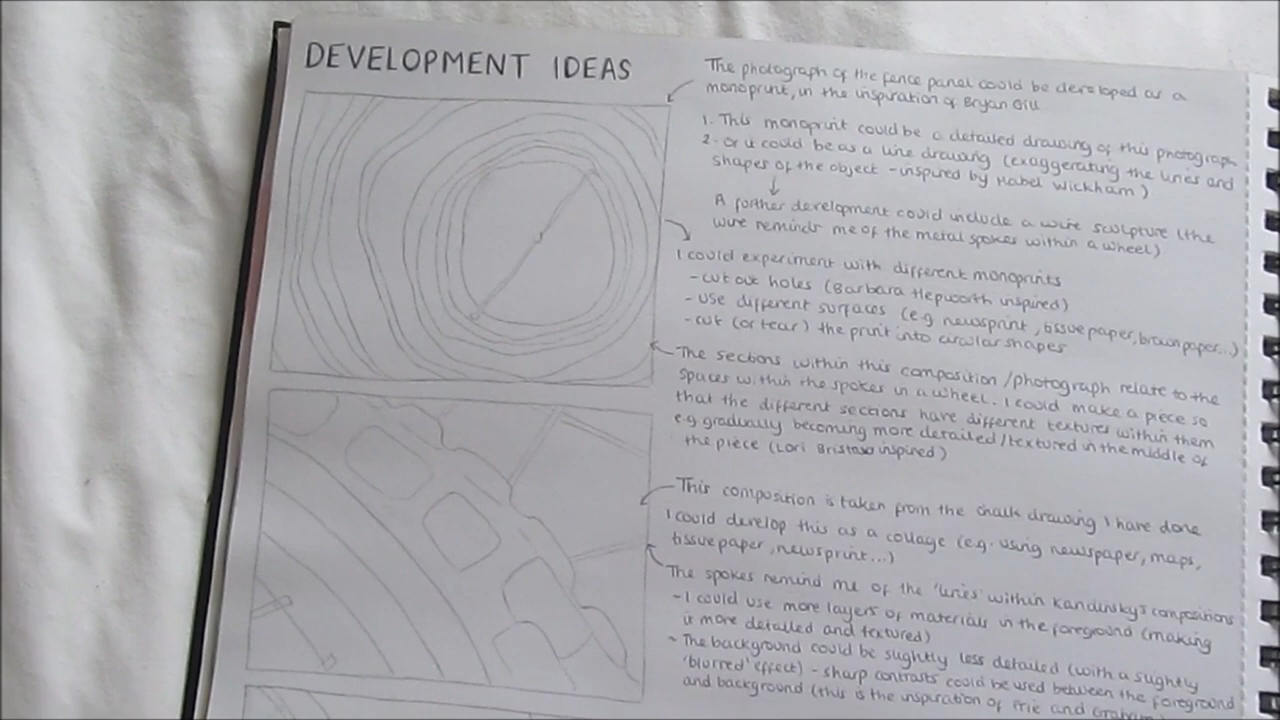 DEVELOPMENT IDEAS
The photograph of the fence panel could be developed as a
monoprint, in the inspiration of Bryan Gill
1. This monoprint could be a detailed drawing of this photograph
2. or it could be as a line drawing (exaggerating the lines and
shapes of the object - inspired by Mabel Wickham)
A further development could include a wire sculpture (the
wire reminds me of the metal spokes within a wheel)
I could experiment with different monoprints
- cut out holes (Barbara Hepworth inspired)
- use different surfaces (e.g newsprint, tissue paper, brown paper...)
- cut (or tear) the print into circular shapes
The sections within this composition/photograph relate to the
spaces within the spokes in a wheel. I could make a piece so
that the different sections have different textures within them
e.g gradually becoming more detailed/textured in the middle of
the piece (Lori inspired)
This composition is taken from the chalk drawing I have done
I could develop this as a collage (e.g. using newspaper, maps,
tissue paper, newsprint...)
The spokes remind me of the 'lines' within Kandinsky's compositions
- I could use more layers of materials in the foreground (making
it more detailed and textured)
- The background could be slightly less detailed (with a slightly
'blurred' effect) - sharp contrasts could be used between the foreground
and background (this is the inspiration of and